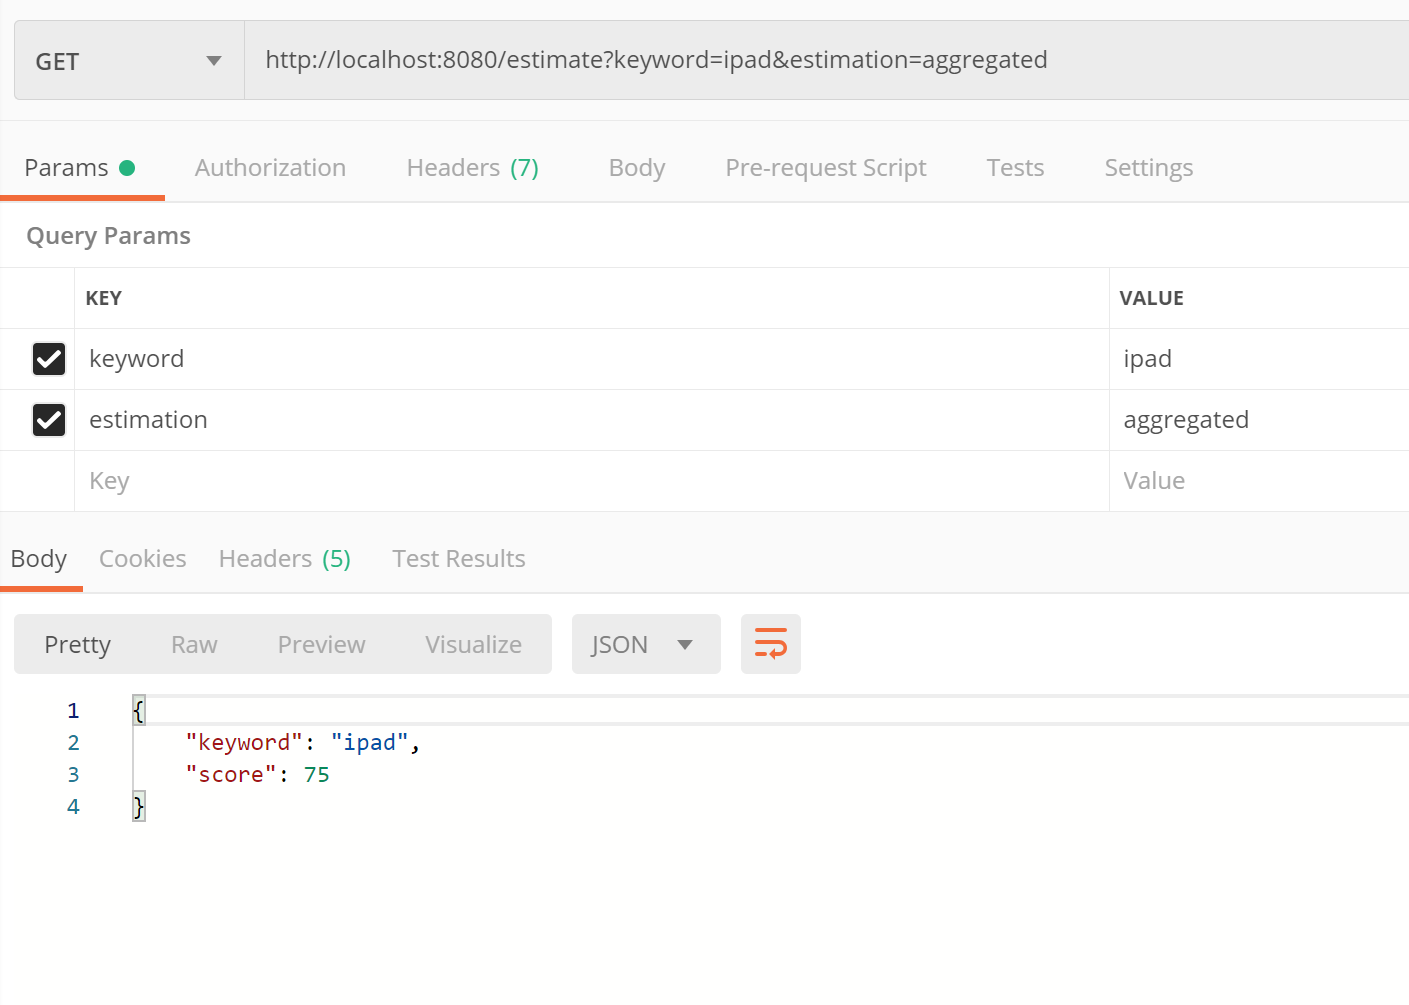 GET http://localhost:8080/estimate?keyword=ipad&estimation=aggregated
Params Authorization Headers (7) Body Pre-request Script Tests Settings
Query Params
KEY VALUE
keyword ipad
estimation aggregated
Key Value
Body Cookies Headers (5) Test Results
Pretty Raw Preview Visualize JSON
1 {
2 "keyword": "ipad",
3 "score": 75
4 }